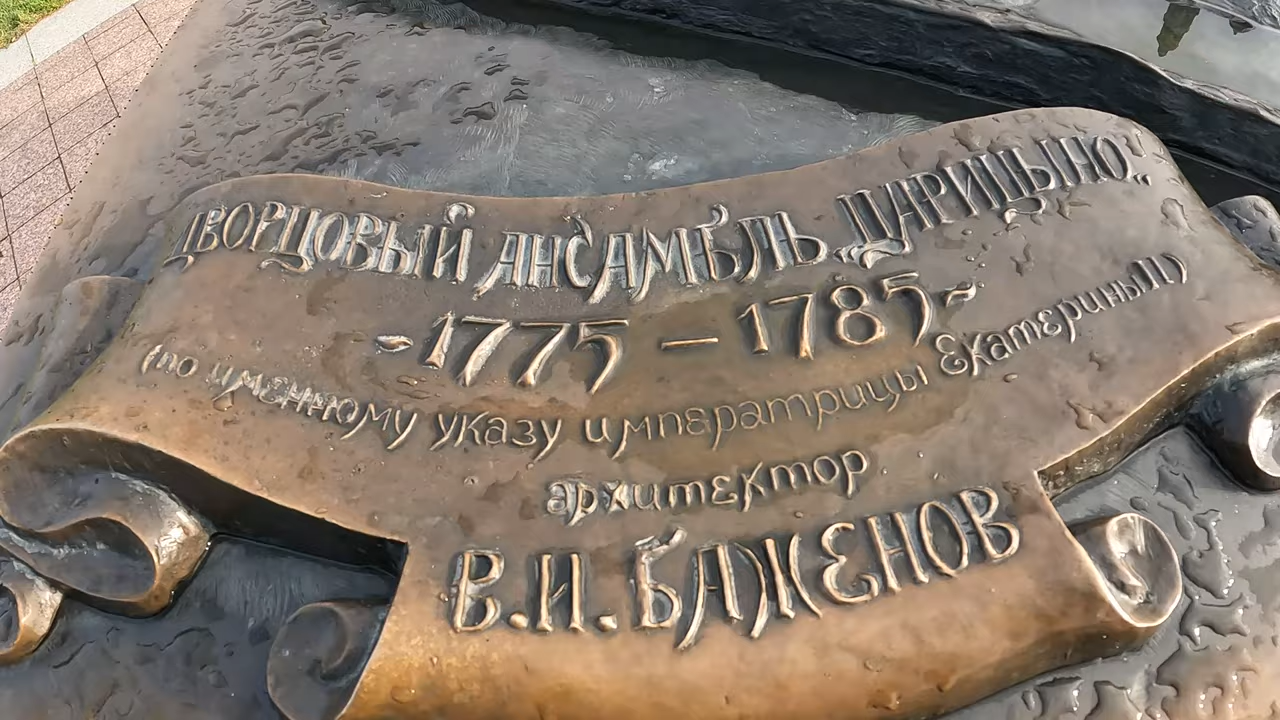 ДВОРЦОВЫЙ АНСАМБЛЬ „ЦАРИЦЫНО“
~1775 – 1785~
(по именному указу императрицы Екатерины II)
архитектор
В.И. БАЖЕНОВ